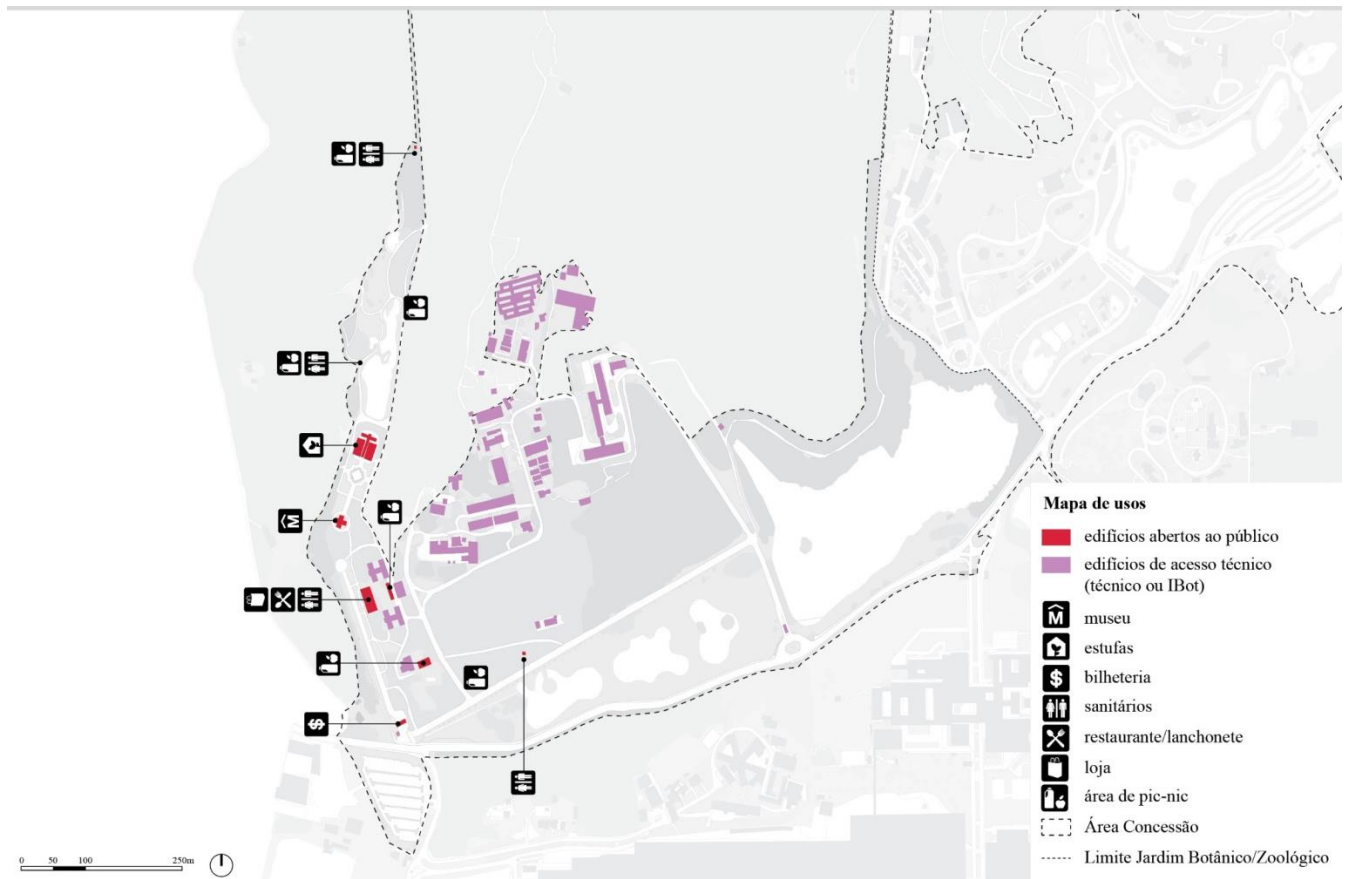 Mapa de usos
edifícios abertos ao público
edifícios de acesso técnico
(técnico ou IBot)
M
museu
estufas
$
bilheteria
sanitários
restaurante/lanchonete
loja
área de pic-nic
Área Concessão
Limite Jardim Botânico/Zoológico
M
$
0 50 100 250m